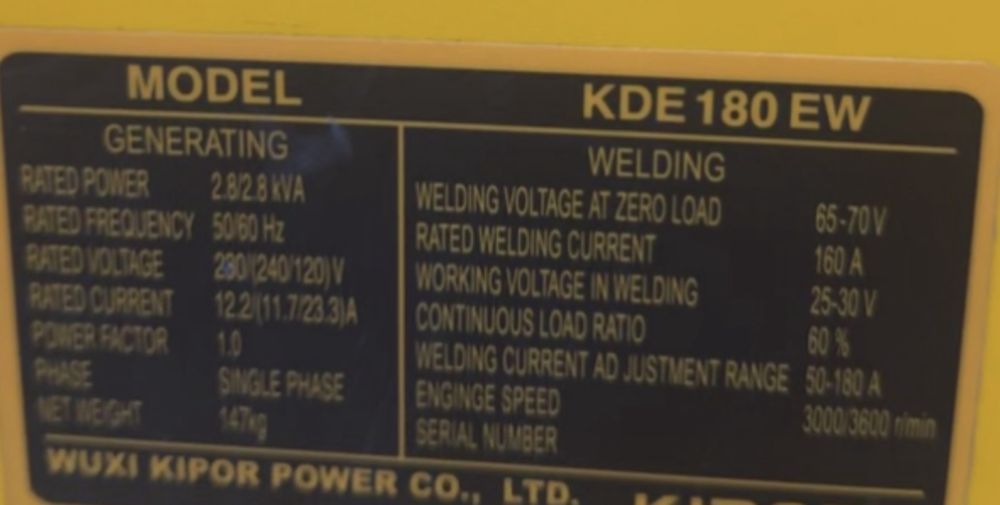 MODEL KDE 180 EW
GENERATING
RATED POWER 2.8/2.8 kVA
RATED FREQUENCY 50/60 Hz
RATED VOLTAGE 230/(240/120)V
RATED CURRENT 12.2/(11.7/23.3)A
POWER FACTOR 1.0
PHASE SINGLE PHASE
NET WEIGHT 147kg
WELDING
WELDING VOLTAGE AT ZERO LOAD 65-70V
RATED WELDING CURRENT 160 A
WORKING VOLTAGE IN WELDING 25-30 V
CONTINUOUS LOAD RATIO 60 %
WELDING CURRENT AD JUSTMENT RANGE 50-180 A
ENGINGE SPEED 3000/3600 r/min
SERIAL NUMBER
WUXI KIPOR POWER CO., LTD.